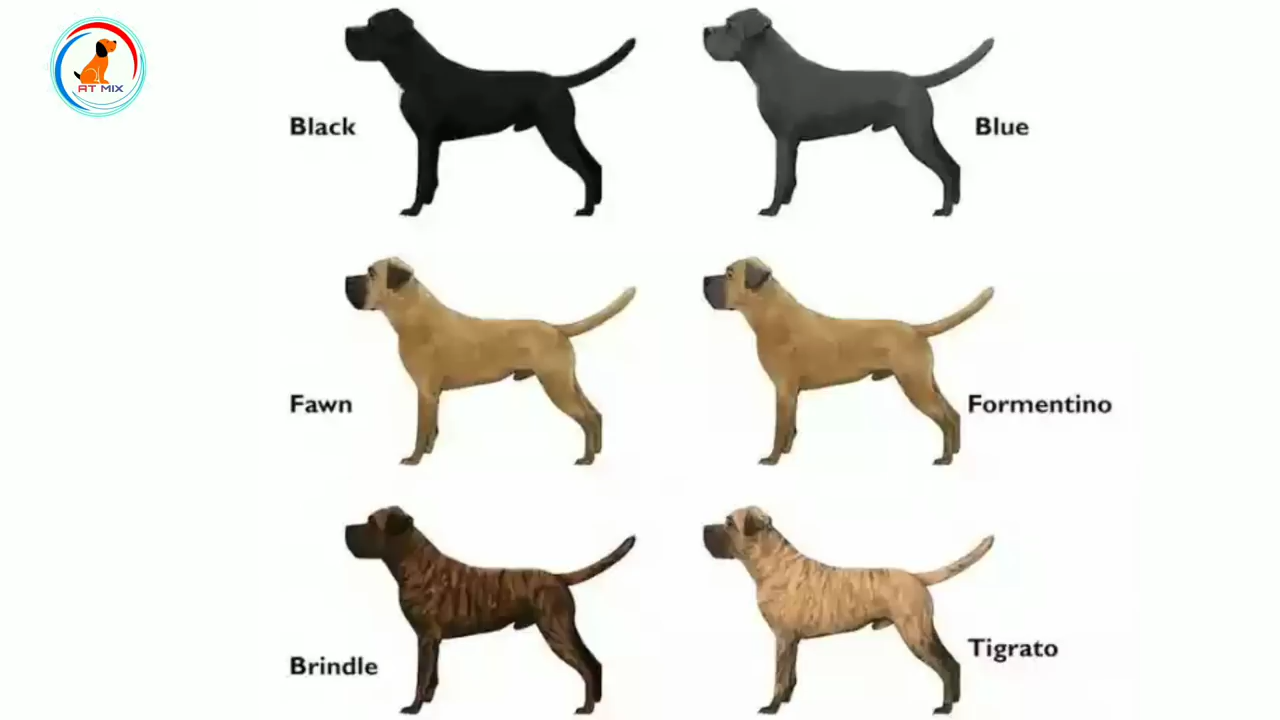 AT MIX
Black
Blue
Fawn
Formentino
Brindle
Tigrato